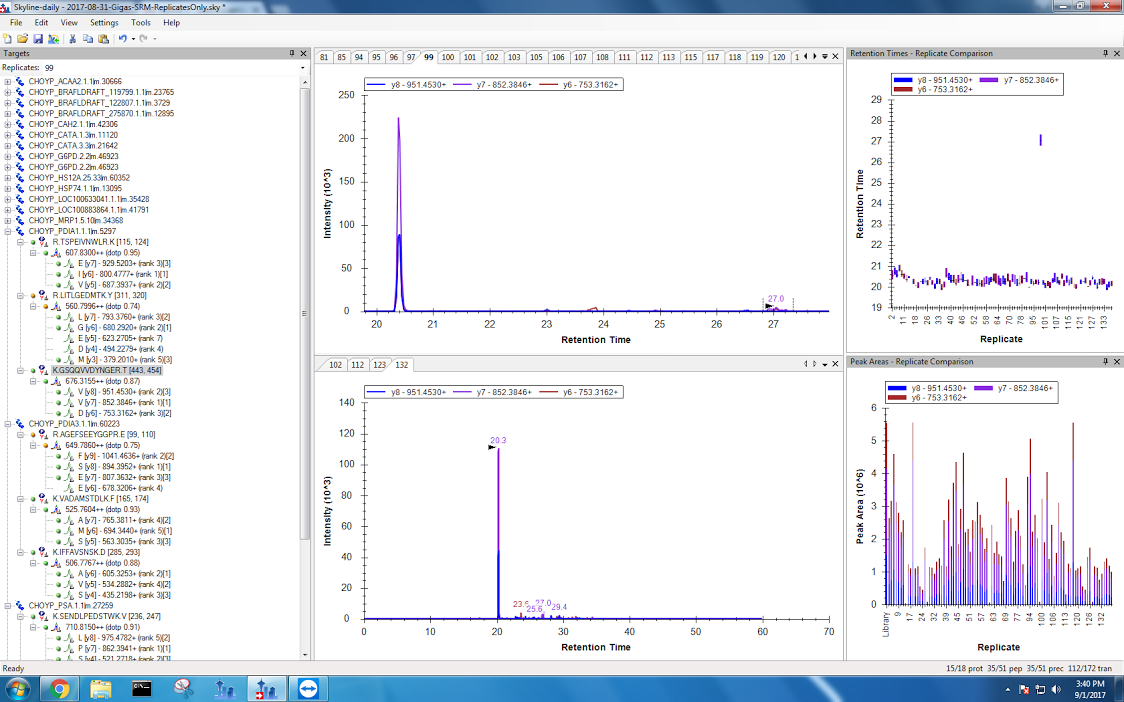 Skyline-daily - 2017-08-31-Gigas-SRM-ReplicatesOnly.sky *
File Edit View Settings Tools Help
Targets
Replicates: 99
CHOYP_ACAA2.1.1|m.30666
CHOYP_BRAFLDRAFT_119799.1.1|m.23765
CHOYP_BRAFLDRAFT_122807.1.1|m.3729
CHOYP_BRAFLDRAFT_275870.1.1|m.12895
CHOYP_CAH2.1.1|m.42306
CHOYP_CATA.1.3|m.11120
CHOYP_CATA.3.3|m.21642
CHOYP_G6PD.2.2|m.46923
CHOYP_G6PD.2.2|m.46923
CHOYP_HS12A.25.33|m.60352
CHOYP_HSP74.1.1|m.13095
CHOYP_LOC100633041.1.1|m.35428
CHOYP_LOC100883864.1.1|m.41791
CHOYP_MRP1.5.10|m.34368
CHOYP_PDIA1.1.1|m.5297
R.TSPEIVNWLR.K [115, 124]
607.8300++ (dotp 0.95)
E [y7] - 929.5203+ (rank 3)[3]
I [y6] - 800.4777+ (rank 1)[1]
V [y5] - 687.3937+ (rank 2)[2]
R.LITLGEDMTK.Y [311, 320]
560.7996++ (dotp 0.74)
L [y7] - 793.3760+ (rank 3)[2]
G [y6] - 680.2920+ (rank 2)[1]
E [y5] - 623.2705+ (rank 7)
D [y4] - 494.2279+ (rank 4)
M [y3] - 379.2010+ (rank 5)[3]
K.GSQQVVDYNGER.T [443, 454]
676.3155++ (dotp 0.87)
V [y8] - 951.4530+ (rank 2)[3]
V [y7] - 852.3846+ (rank 1)[1]
D [y6] - 753.3162+ (rank 3)[2]
CHOYP_PDIA3.1.1|m.60223
R.AGEFSEEYGGPR.E [99, 110]
649.7860++ (dotp 0.75)
F [y9] - 1041.4636+ (rank 2)[2]
S [y8] - 894.3952+ (rank 1)[1]
E [y7] - 807.3632+ (rank 3)[3]
E [y6] - 678.3206+ (rank 4)
K.VADAMSTDLK.F [165, 174]
525.7604++ (dotp 0.93)
A [y7] - 765.3811+ (rank 4)[2]
M [y6] - 694.3440+ (rank 5)[1]
S [y5] - 563.3035+ (rank 3)[3]
K.IFFAVSNSK.D [285, 293]
506.7767++ (dotp 0.88)
A [y6] - 605.3253+ (rank 2)[1]
V [y5] - 534.2882+ (rank 4)[2]
S [y4] - 435.2198+ (rank 3)[3]
CHOYP_PSA.1.1|m.27259
K.SENDLPEDSTWK.V [236, 247]
710.8150++ (dotp 0.91)
L [y8] - 975.4782+ (rank 5)[2]
P [y7] - 862.3941+ (rank 1)[1]
S [y4] - 521.2718+ (rank 2)[3]
81 85 94 95 96 97 99 98 100 101 102 103 105 106 107 108 111 112 113 115 117 118 119 120 1
y8 - 951.4530+ y7 - 852.3846+ y6 - 753.3162+
Intensity (10^3)
250
200
150
100
50
0
27.0
20 21 22 23 24 25 26 27
Retention Time
102 112 123 132
y8 - 951.4530+ y7 - 852.3846+ y6 - 753.3162+
Intensity (10^3)
140
120
100
80
60
40
20
0
20.3
25.6 27.0 29.4
0 10 20 30 40 50 60 70
Retention Time
Retention Times - Replicate Comparison
y8 - 951.4530+ y7 - 852.3846+
y6 - 753.3162+
Retention Time
29
28
27
26
25
24
23
22
21
20
19
2 11 18 26 33 39 40 46 52 58 64 70 78 95 101 107 115 121 127 133
Replicate
Peak Areas - Replicate Comparison
y8 - 951.4530+ y7 - 852.3846+
y6 - 753.3162+
Peak Area (10^6)
6
5
4
3
2
1
0
Library 9 17 24 32 39 45 51 57 63 69 77 94 100 106 113 120 126 132
Replicate
Ready
15/18 prot 35/51 pep 35/51 prec 112/172 tran
3:40 PM
9/1/2017